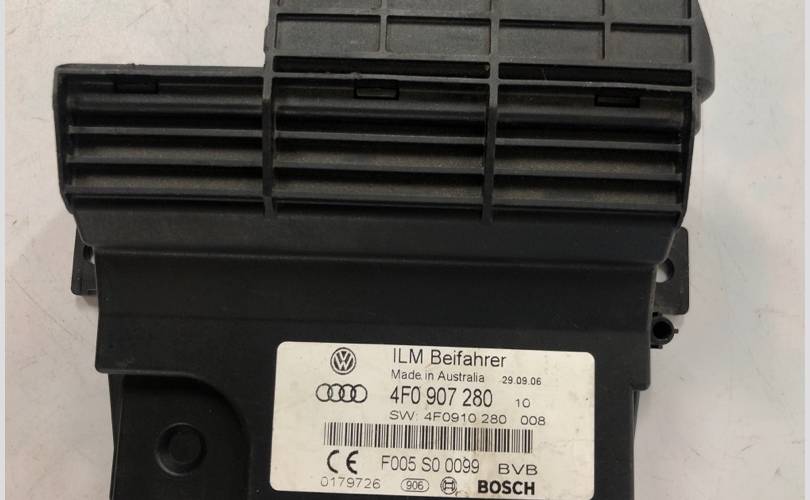 ILM Beifahrer
Made in Australia 29.09.06
4F0 907 280 10
SW: 4F0910 280 008
CE F005 S0 0099 BVB
0179726 906 BOSCH